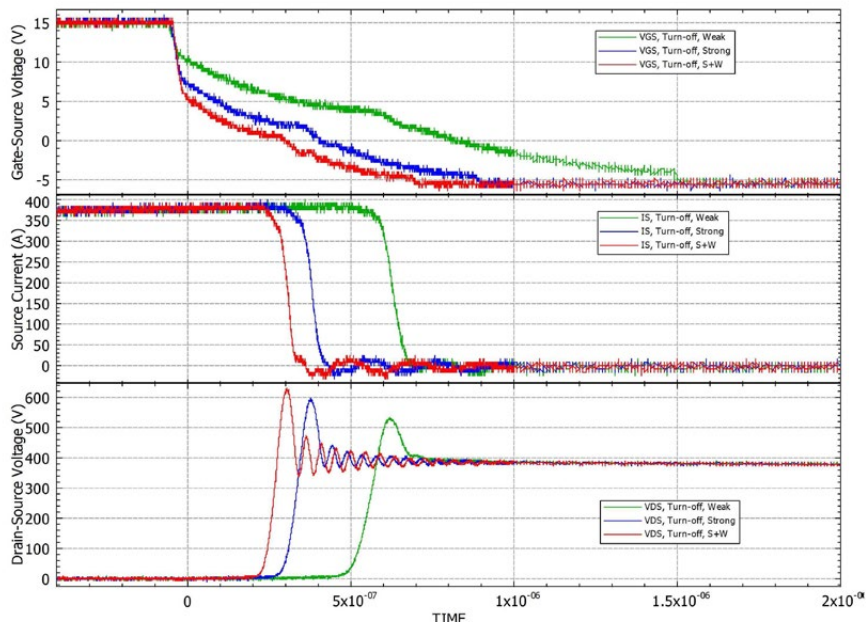 Gate-Source Voltage (V)
15
10
5
0
-5
VGS, Turn-off, Weak
VGS, Turn-off, Strong
VGS, Turn-off, S+W
Source Current (A)
400
350
300
250
200
150
100
50
0
IS, Turn-off, Weak
IS, Turn-off, Strong
IS, Turn-off, S+W
Drain-Source Voltage (V)
600
500
400
300
200
100
0
VDS, Turn-off, Weak
VDS, Turn-off, Strong
VDS, Turn-off, S+W
0
5x10⁻⁰⁷
1x10⁻⁰⁶
1.5x10⁻⁰⁶
TIME